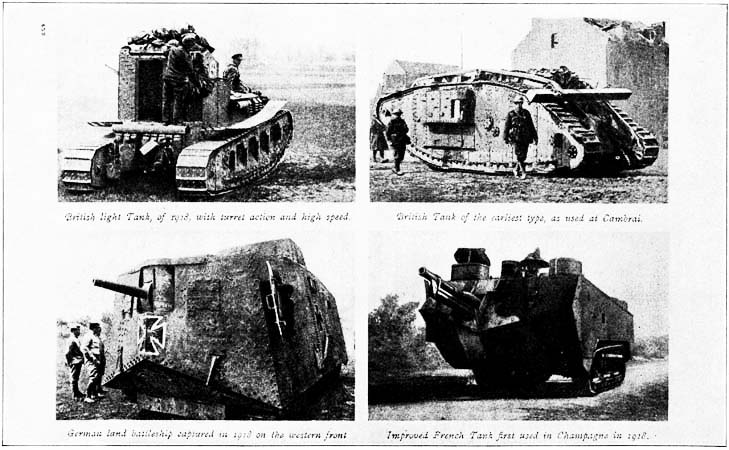 British light Tank, of 1918, with turret action and high speed.
British Tank of the earliest type, as used at Cambrai.
German land battleship captured in 1918 on the western front
Improved French Tank first used in Champagne in 1918.